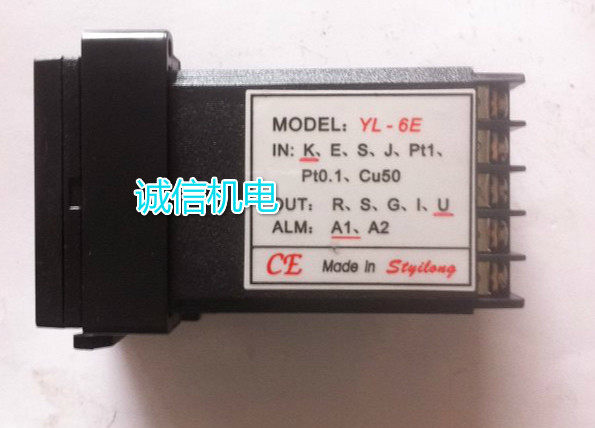 MODEL: YL - 6E
IN: K、E、S、J、Pt1、
Pt0.1、Cu50
诚信机电
OUT: R、S、G、I、U
ALM: A1、A2
CE Made in Styilong